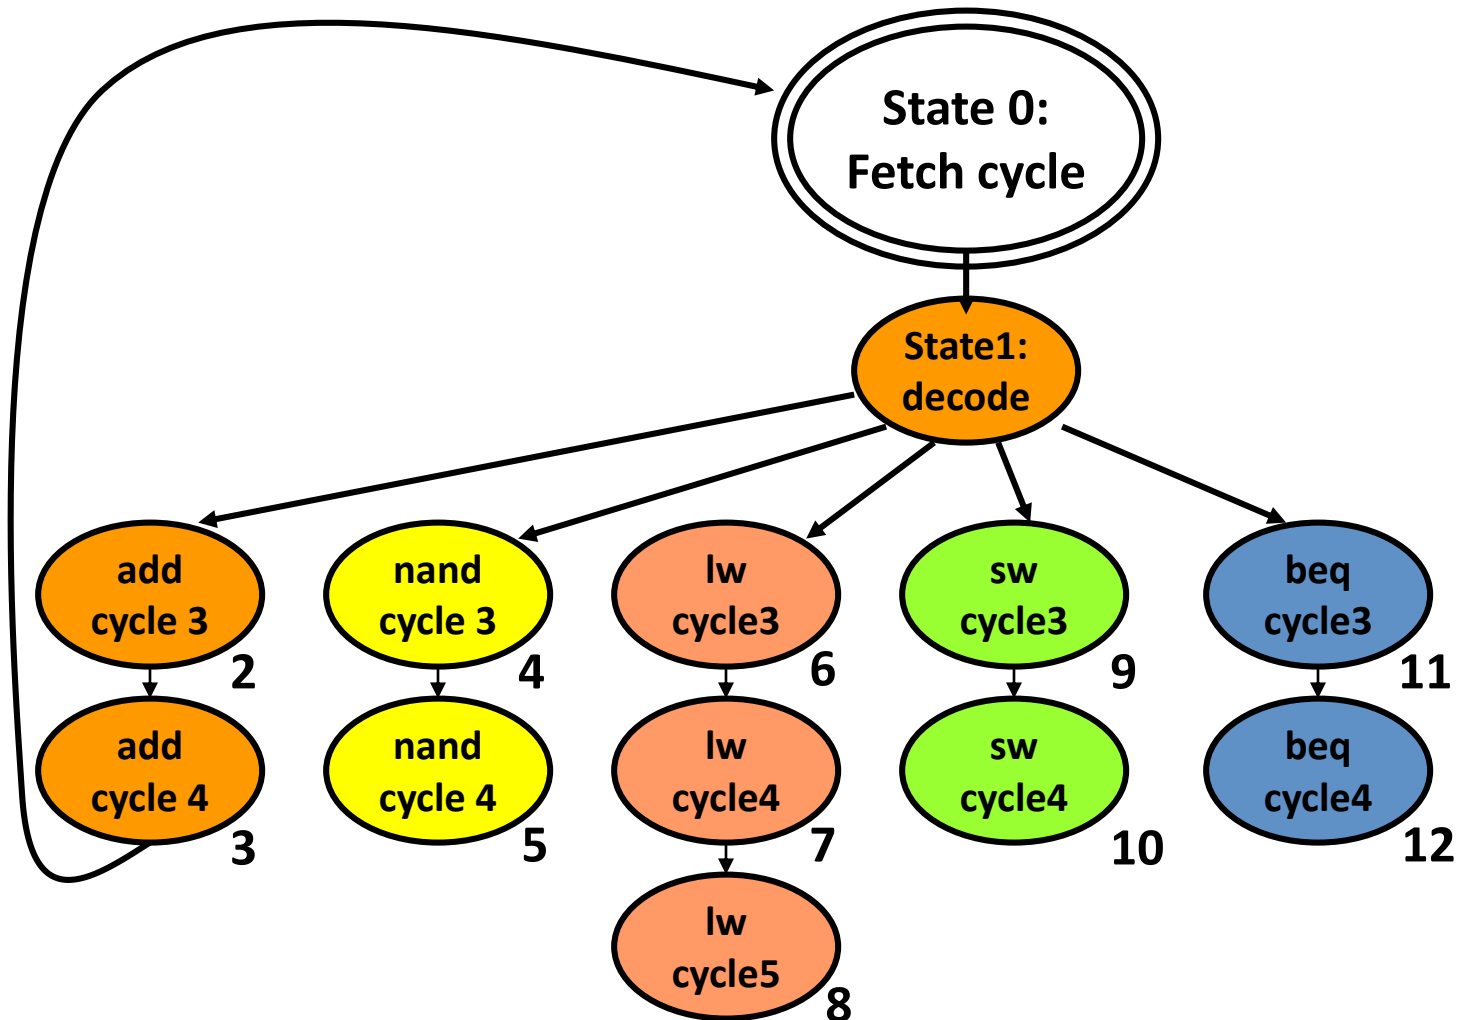 State 0:
Fetch cycle
State1:
decode
add
cycle 3
2
nand
cycle 3
4
lw
cycle3
6
sw
cycle3
9
beq
cycle3
11
add
cycle 4
3
nand
cycle 4
5
lw
cycle4
7
sw
cycle4
10
beq
cycle4
12
lw
cycle5
8